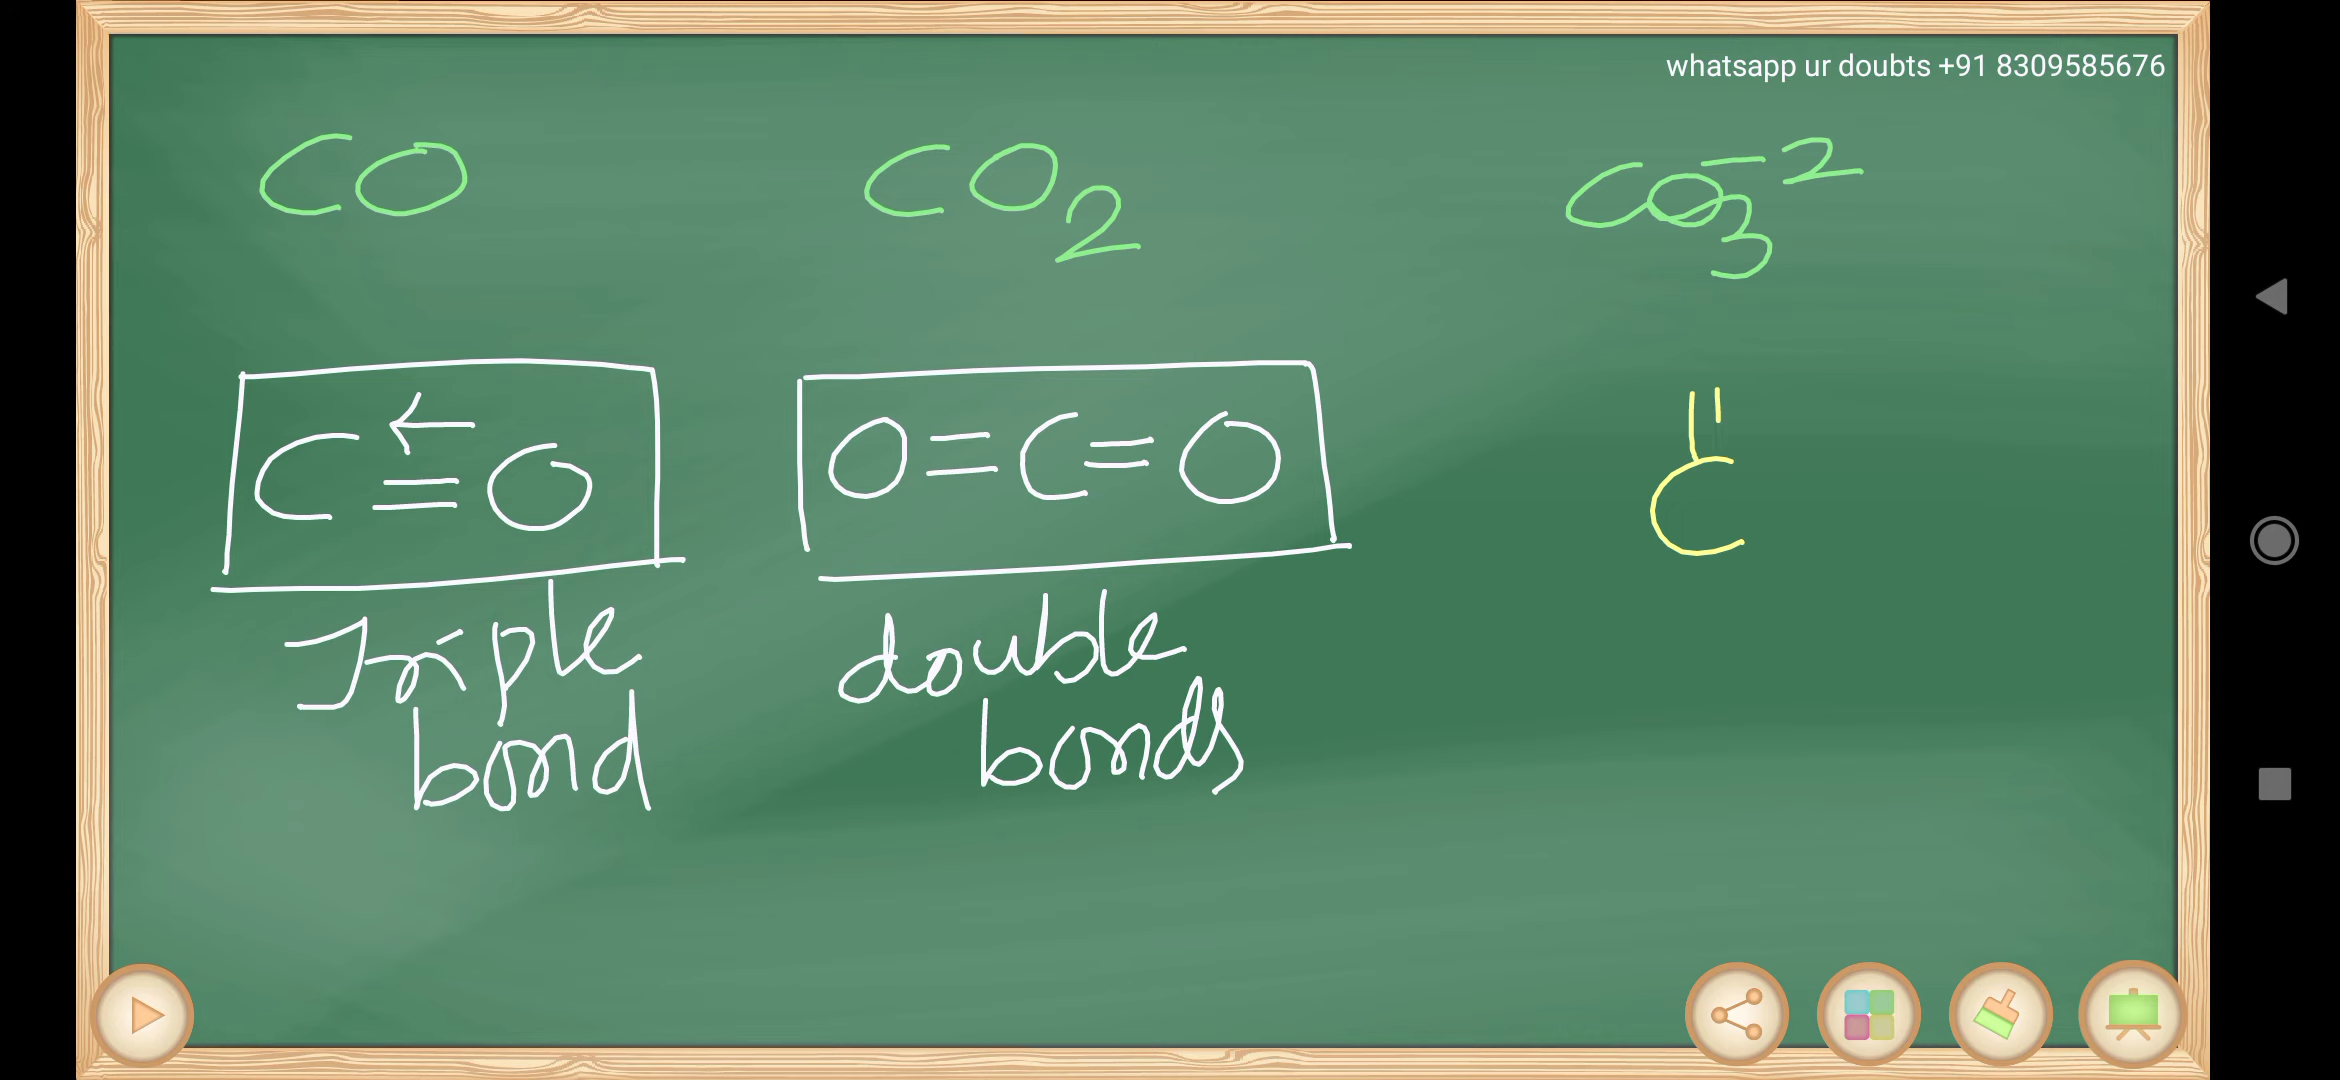 whatsapp ur doubts +91 8309585676
CO
CO₂
CO₃⁻²
C⇇O
O=C=O
C
Triple
bond
double
bonds